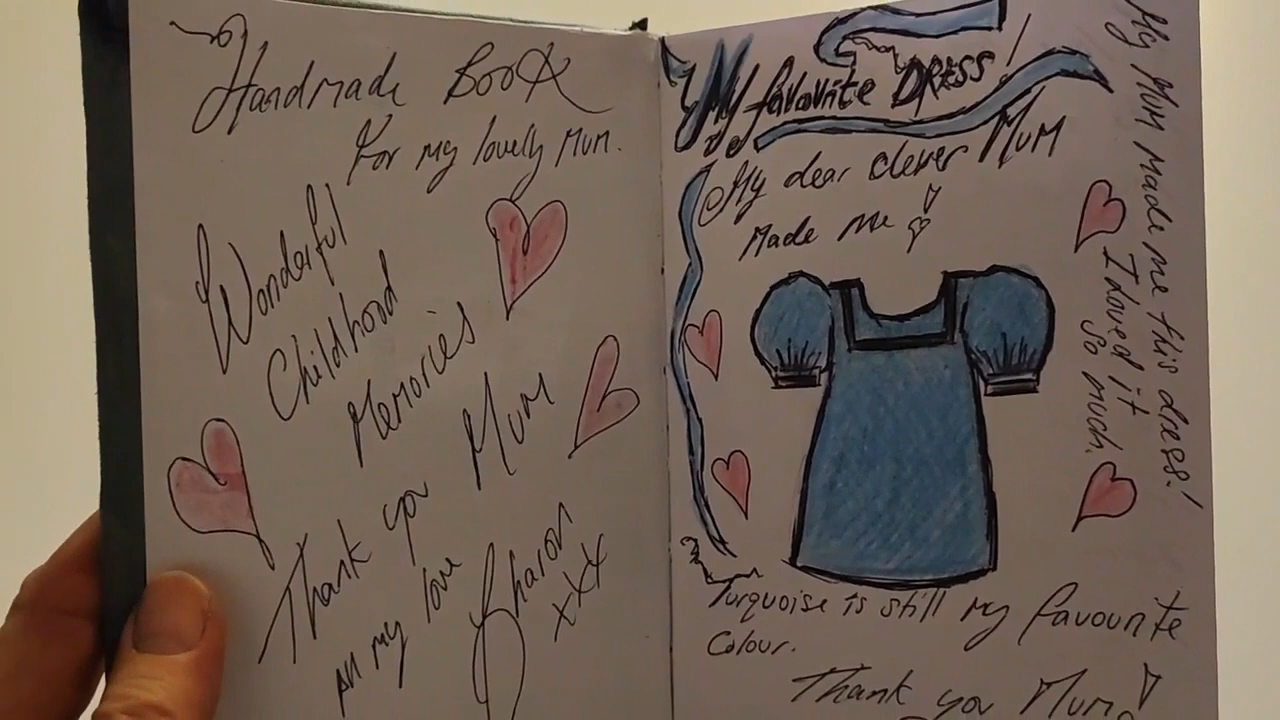 Handmade Book
For my lovely Mum.
Wonderful
Childhood
Memories
Thank you Mum
All my love
Sharon
xxx
My favourite DRESS!
My dear clever Mum
Made me!
My Mum made me this dress!
I loved it
So much.
Turquoise is still my favourite
Colour.
Thank you Mum!